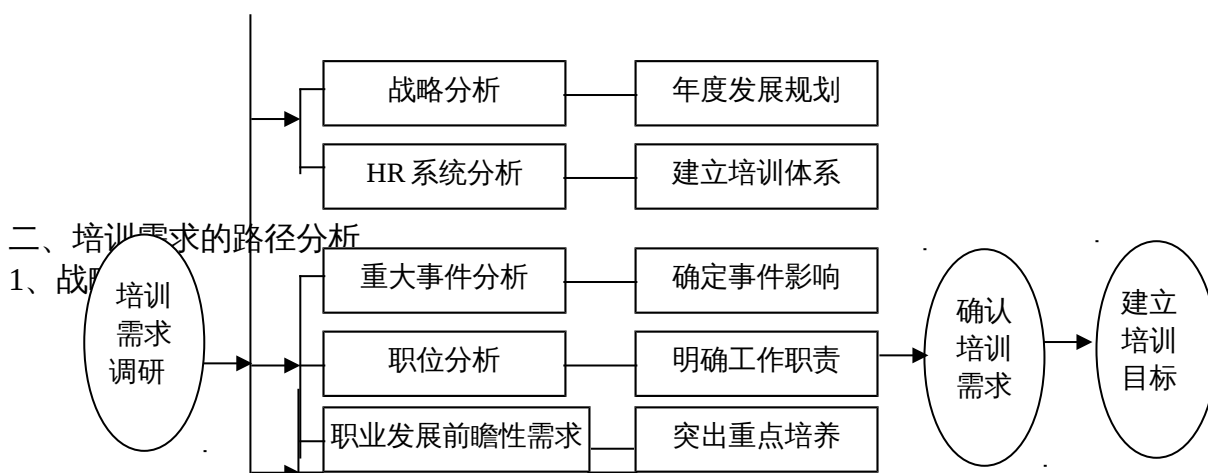 战略分析
年度发展规划
HR 系统分析
建立培训体系
二、培训需求的路径分析
1、战
重大事件分析
确定事件影响
培训
需求
调研
职位分析
明确工作职责
职业发展前瞻性需求
突出重点培养
确认
培训
需求
建立
培训
目标